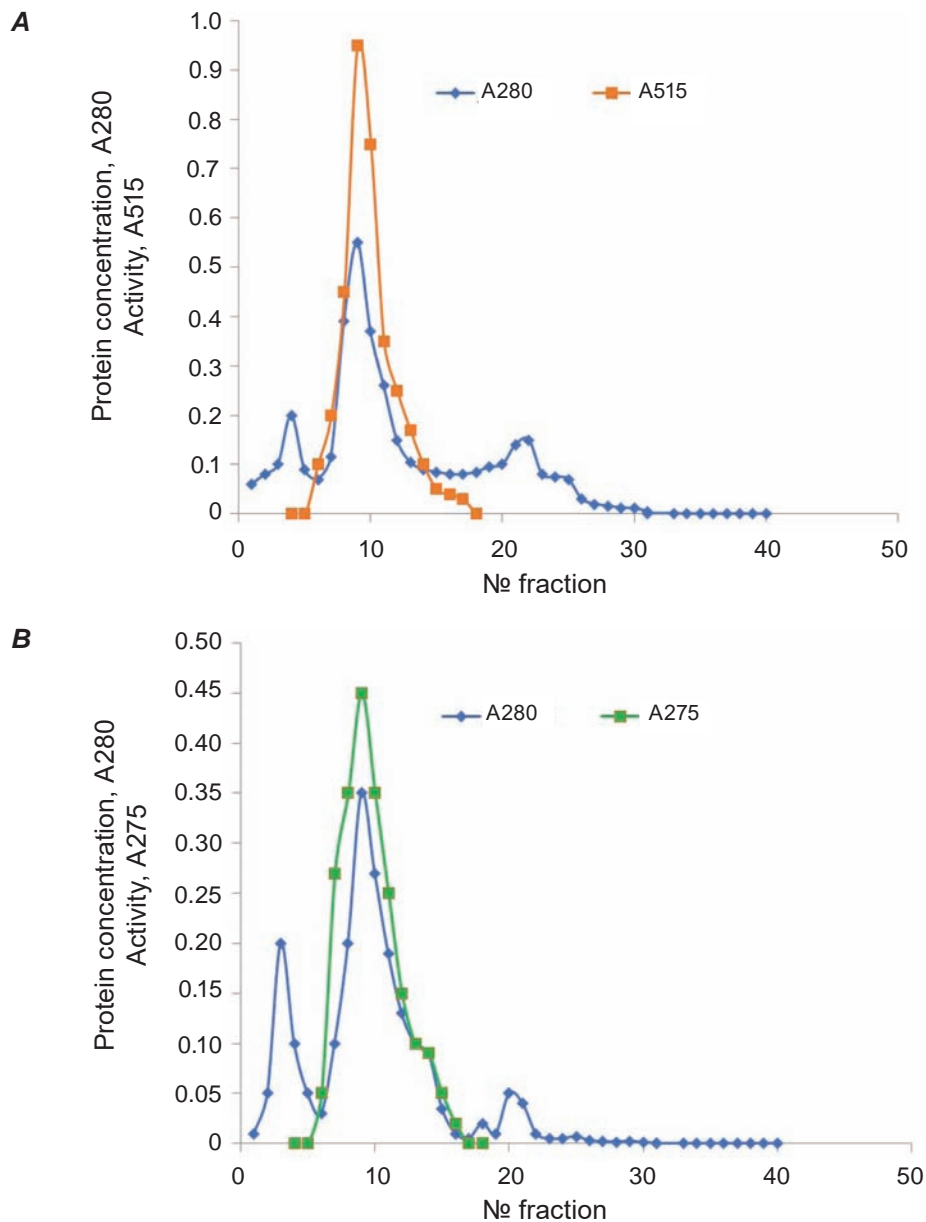 A
Protein concentration, A280
Activity, A515
1.0
0.9
0.8
0.7
0.6
0.5
0.4
0.3
0.2
0.1
0
A280
A515
0
10
20
30
40
50
№ fraction
B
Protein concentration, A280
Activity, A275
0.50
0.45
0.40
0.35
0.30
0.25
0.20
0.15
0.10
0.05
0
A280
A275
0
10
20
30
40
50
№ fraction